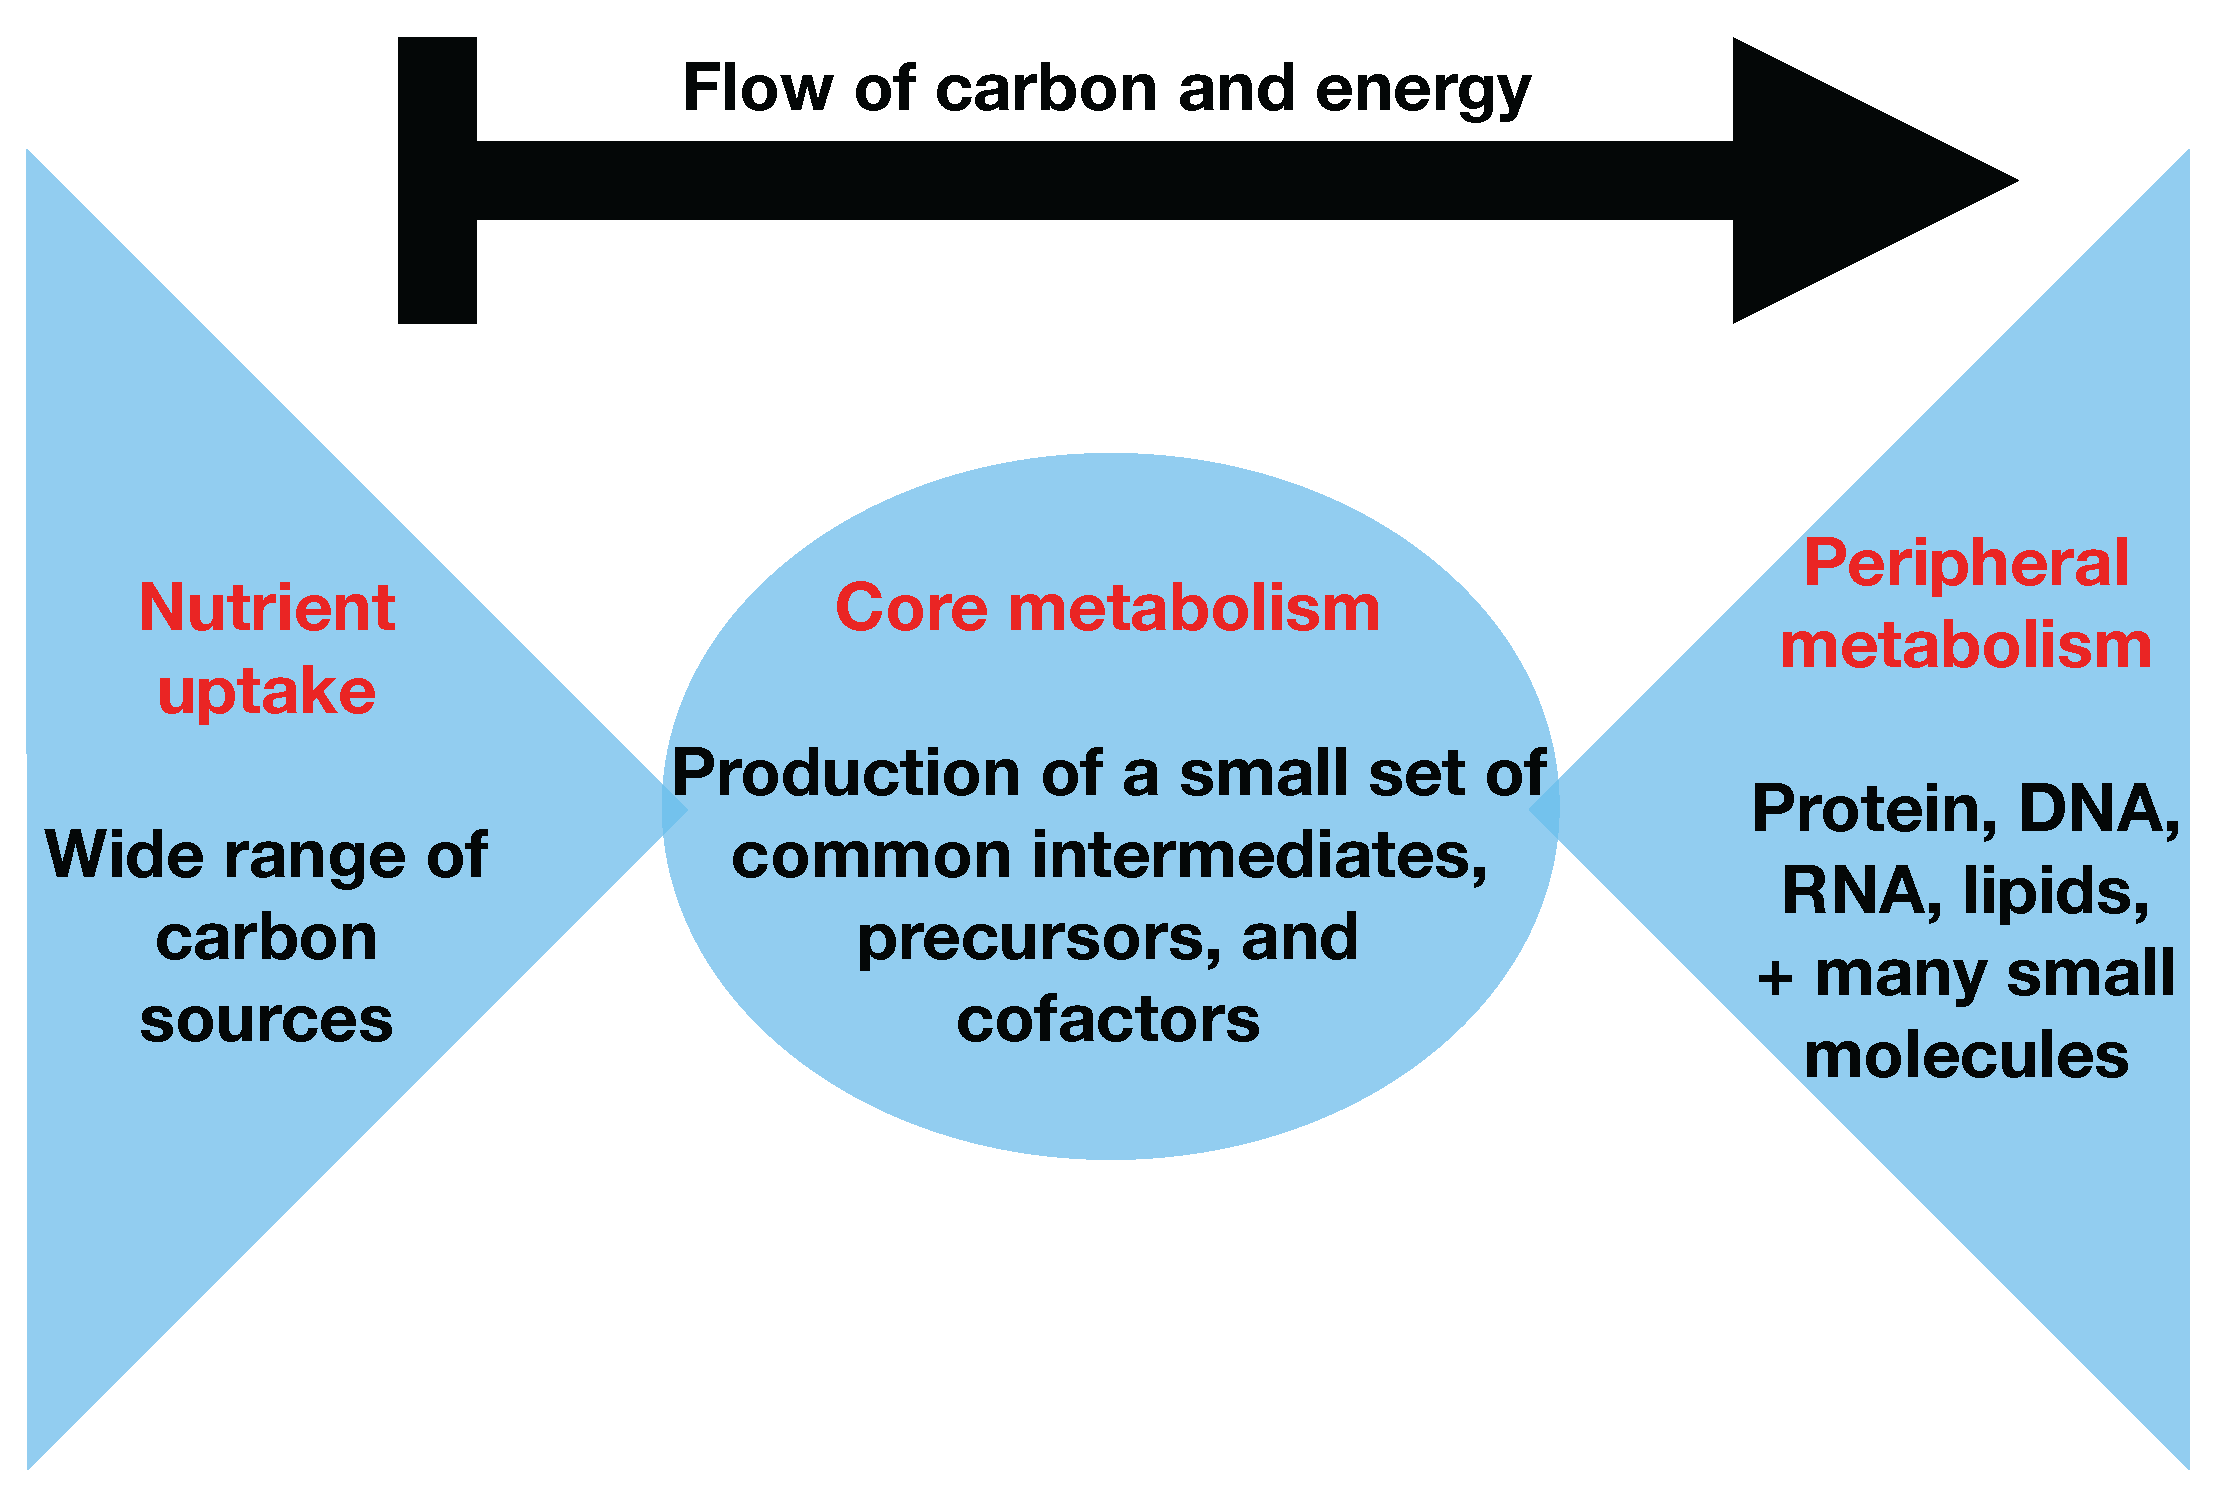 Flow of carbon and energy
Nutrient
uptake
Wide range of
carbon
sources
Core metabolism
Production of a small set of
common intermediates,
precursors, and
cofactors
Peripheral
metabolism
Protein, DNA,
RNA, lipids,
+ many small
molecules